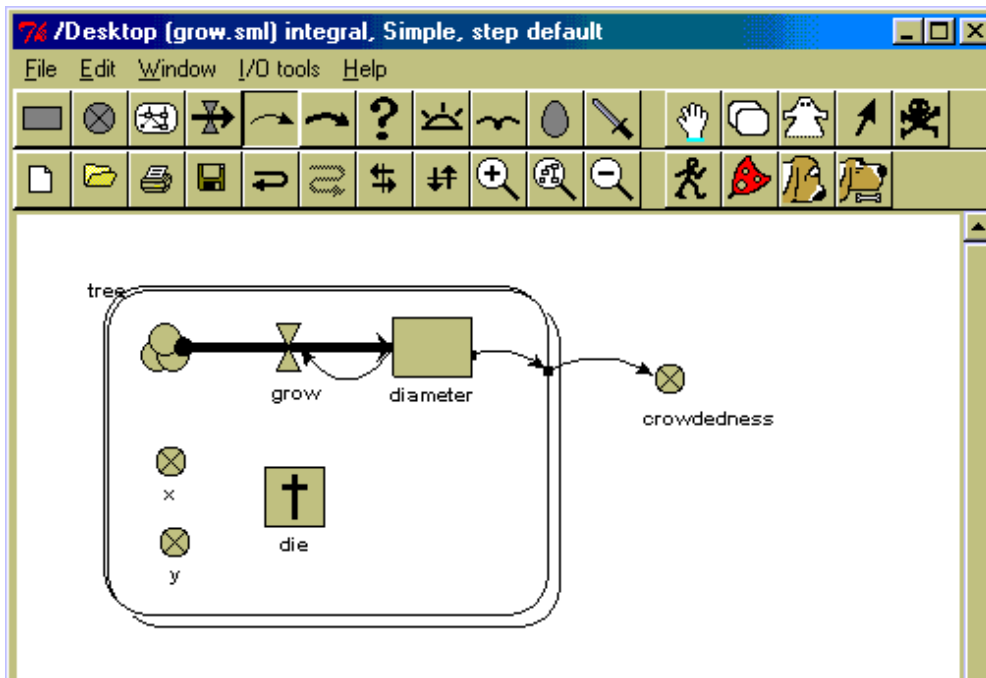 /Desktop (grow.sml) integral, Simple, step default
File Edit Window I/O tools Help
tree
grow
diameter
crowdedness
x
die
y